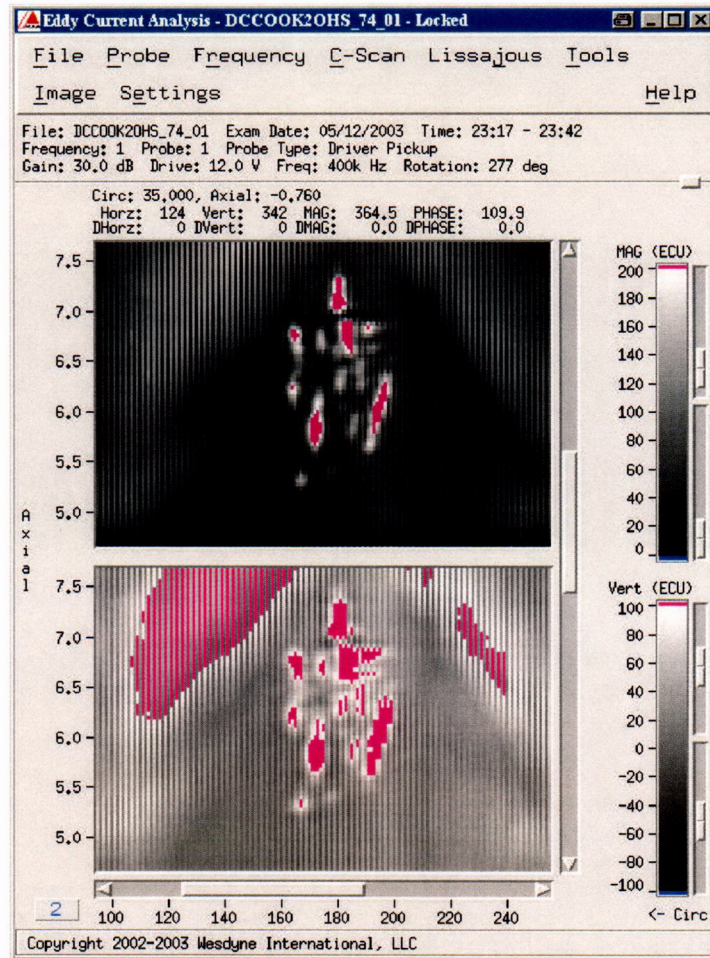 Eddy Current Analysis - DCCOOK2OHS_74_01 - Locked
File Probe Frequency C-Scan Lissajous Tools
Image Settings Help
File: DCCOOK2OHS_74_01 Exam Date: 05/12/2003 Time: 23:17 - 23:42
Frequency: 1 Probe: 1 Probe Type: Driver Pickup
Gain: 30.0 dB Drive: 12.0 V Freq: 400k Hz Rotation: 277 deg
Circ: 35.000, Axial: -0.760
Horz: 124 Vert: 342 MAG: 364.5 PHASE: 109.9
DHorz: 0 DVert: 0 DMAG: 0.0 DPHASE: 0.0
7.5
7.0
6.5
6.0
5.5
5.0
MAG (ECU)
200
180
160
140
120
100
80
60
40
20
0
Axial
7.5
7.0
6.5
6.0
5.5
5.0
Vert (ECU)
100
80
60
40
20
0
-20
-40
-60
-80
-100
2
100 120 140 160 180 200 220 240
<- Circ
Copyright 2002-2003 Wesdyne International, LLC